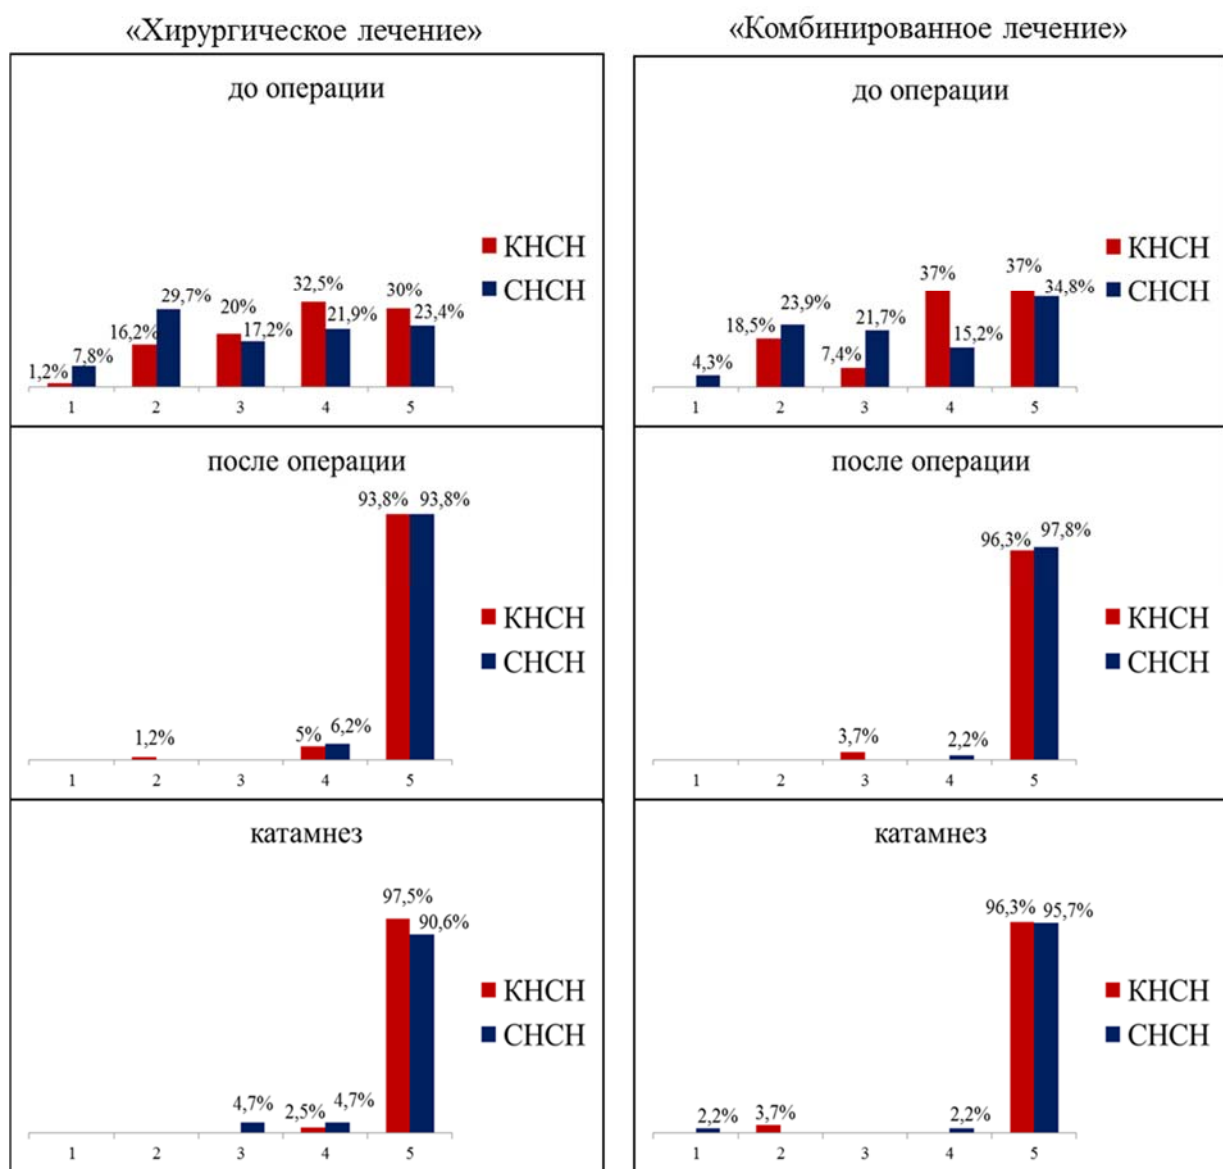 «Хирургическое лечение»
до операции
КНСН
СНСН
1,2%
7,8%
16,2%
29,7%
20%
17,2%
32,5%
21,9%
30%
23,4%
1 2 3 4 5
после операции
КНСН
СНСН
1,2%
5%
6,2%
93,8%
93,8%
1 2 3 4 5
катамнез
КНСН
СНСН
4,7%
2,5%
4,7%
97,5%
90,6%
1 2 3 4 5
«Комбинированное лечение»
до операции
КНСН
СНСН
4,3%
18,5%
23,9%
7,4%
21,7%
37%
15,2%
37%
34,8%
1 2 3 4 5
после операции
КНСН
СНСН
3,7%
2,2%
96,3%
97,8%
1 2 3 4 5
катамнез
КНСН
СНСН
2,2%
3,7%
2,2%
96,3%
95,7%
1 2 3 4 5